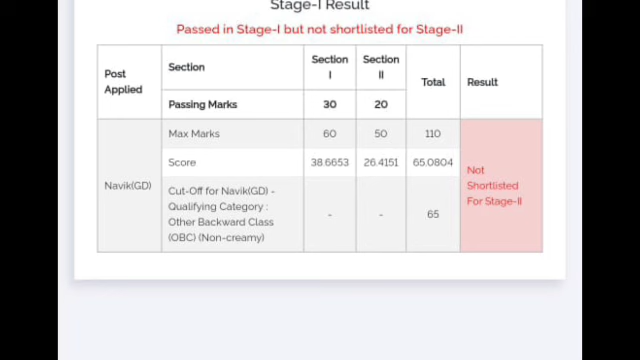 Stage-I Result
Passed in Stage-I but not shortlisted for Stage-II
Post Applied
Section
Section I
Section II
Total
Result
Passing Marks
30
20
Navik(GD)
Max Marks
60
50
110
Not
Shortlisted
For Stage-II
Score
38.6653
26.4151
65.0804
Cut-Off for Navik(GD) -
Qualifying Category :
Other Backward Class
(OBC) (Non-creamy)
-
-
65